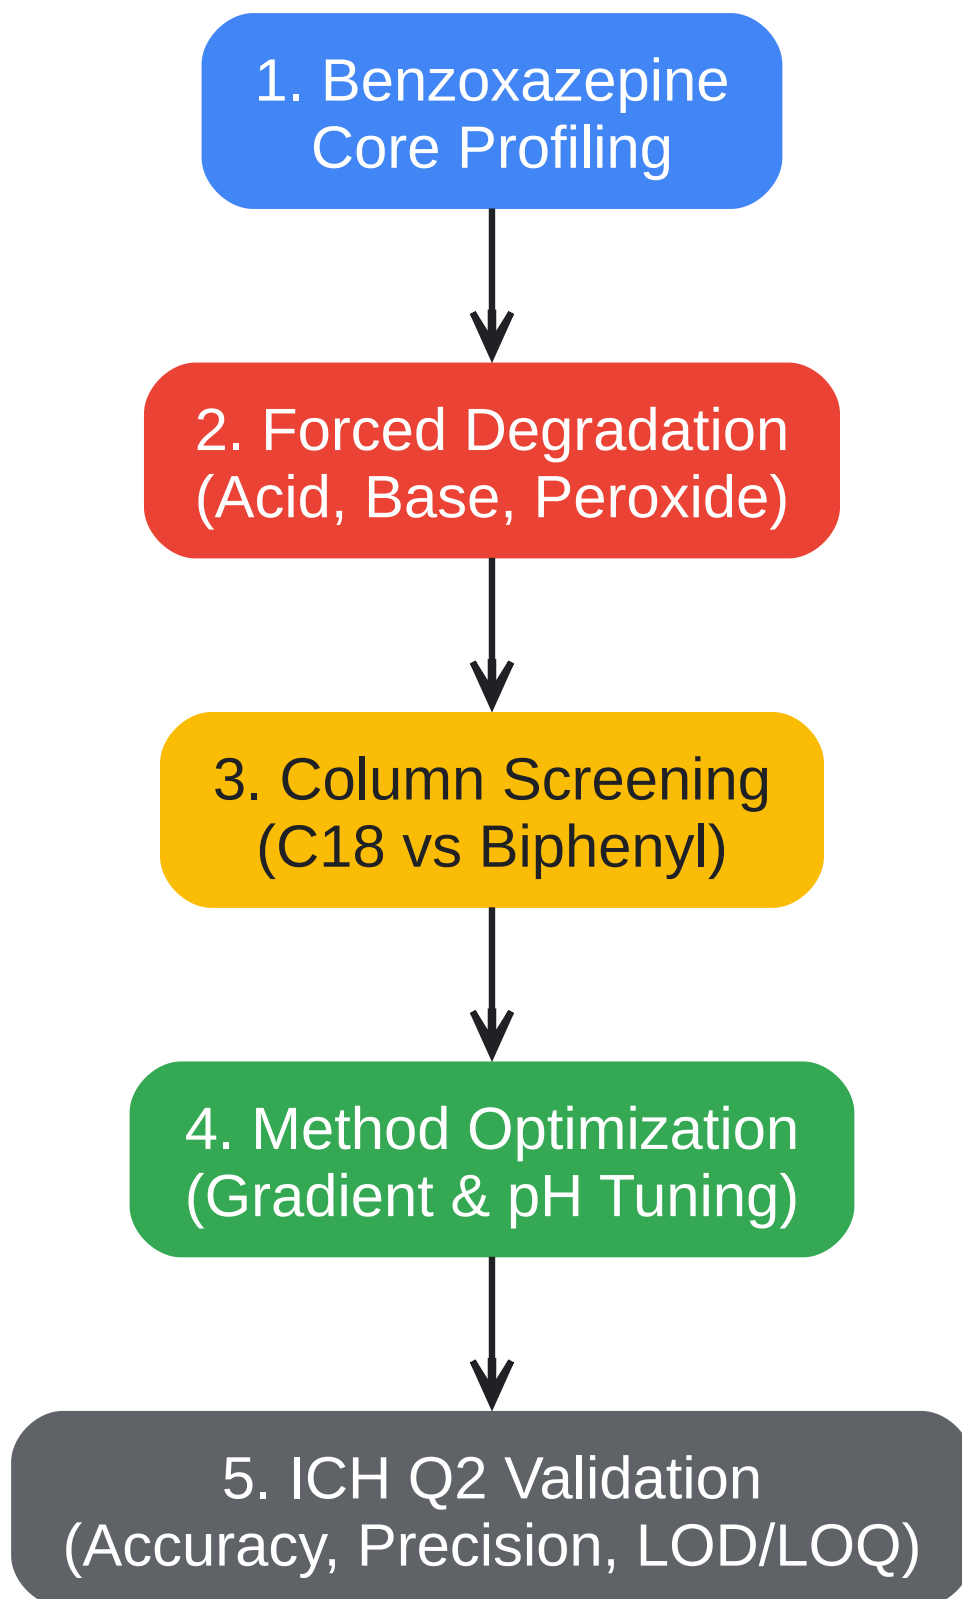 1. Benzoxazepine
Core Profiling
2. Forced Degradation
(Acid, Base, Peroxide)
3. Column Screening
(C18 vs Biphenyl)
4. Method Optimization
(Gradient & pH Tuning)
5. ICH Q2 Validation
(Accuracy, Precision, LOD/LOQ)